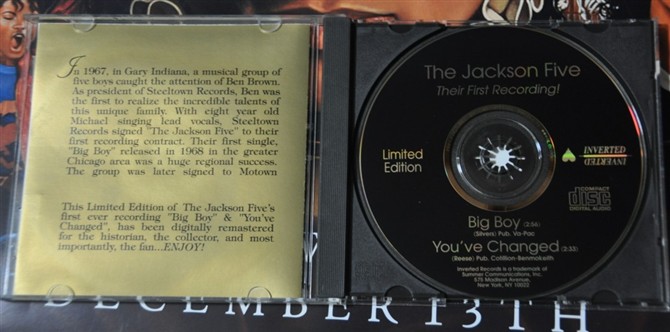 In 1967, in Gary Indiana, a musical group of
five boys caught the attention of Ben Brown.
As president of Steeltown Records, Ben was
the first to realize the incredible talents of
this unique family. With eight year old
Michael singing lead vocals, Steeltown
Records signed "The Jackson Five" to their
first recording contract. Their first single,
"Big Boy" released in 1968 in the greater
Chicago area was a huge regional success.
The group was later signed to Motown
This Limited Edition of The Jackson Five's
first ever recording "Big Boy" & "You've
Changed", has been digitally remastered
for the historian, the collector, and most
importantly, the fan...ENJOY!
The Jackson Five
Their First Recording!
Limited
Edition
INVERTED
INVERTED
COMPACT
disc
DIGITAL AUDIO
Big Boy (2:56)
(Silvers) Pub. Va-Pac
You've Changed (2:33)
(Reese) Pub. Cotillion-Benmokeith
Inverted Records is a trademark of
Summer Communications, Inc.
575 Madison Avenue,
New York, NY 10022
DECEMBER 13TH